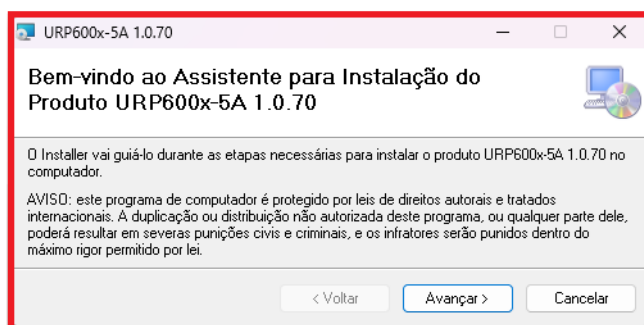 URP600x-5A 1.0.70
Bem-vindo ao Assistente para Instalação do
Produto URP600x-5A 1.0.70
O Installer vai guiá-lo durante as etapas necessárias para instalar o produto URP600x-5A 1.0.70 no
computador.
AVISO: este programa de computador é protegido por leis de direitos autorais e tratados
internacionais. A duplicação ou distribuição não autorizada deste programa, ou qualquer parte dele,
poderá resultar em severas punições civis e criminais, e os infratores serão punidos dentro do
máximo rigor permitido por lei.
< Voltar
Avançar >
Cancelar